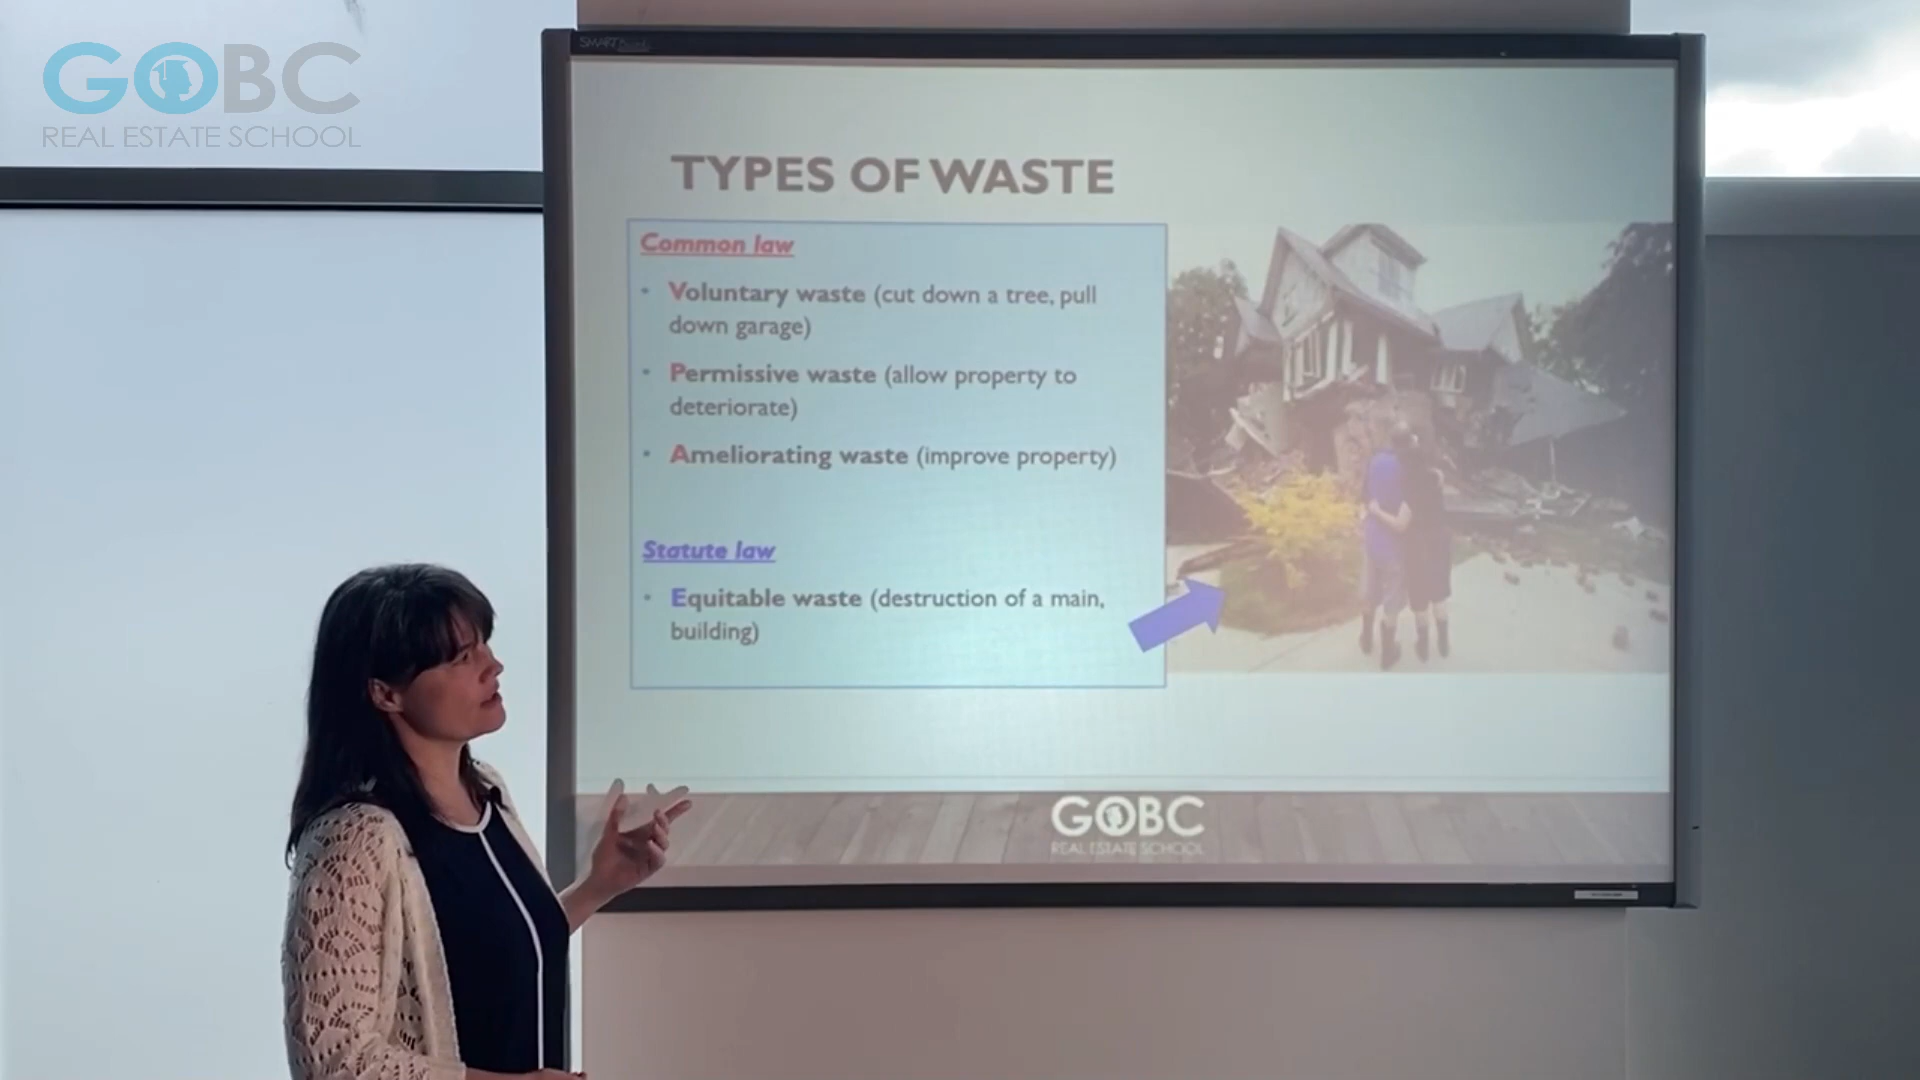 GOBC
REAL ESTATE SCHOOL
SMART
TYPES OF WASTE
Common law
• Voluntary waste (cut down a tree, pull
down garage)
• Permissive waste (allow property to
deteriorate)
• Ameliorating waste (improve property)
Statute law
• Equitable waste (destruction of a main,
building)
GOBC
REAL ESTATE SCHOOL